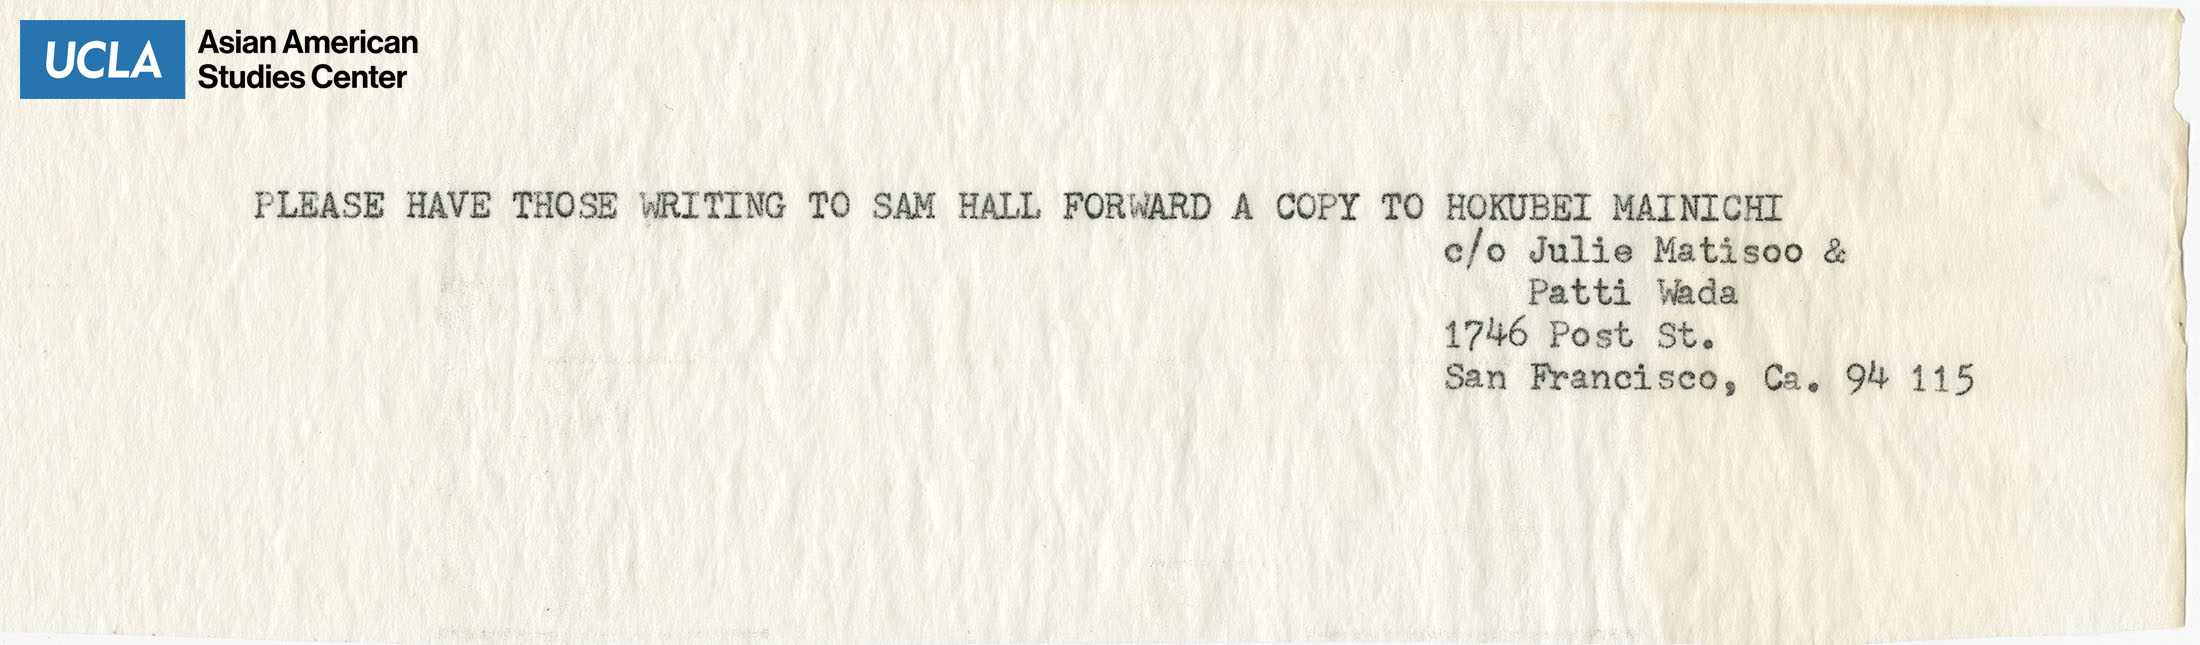 UCLA Asian American
Studies Center
PLEASE HAVE THOSE WRITING TO SAM HALL FORWARD A COPY TO HOKUBEI MAINICHI
c/o Julie Matisoo &
Patti Wada
1746 Post St.
San Francisco, Ca. 94 115